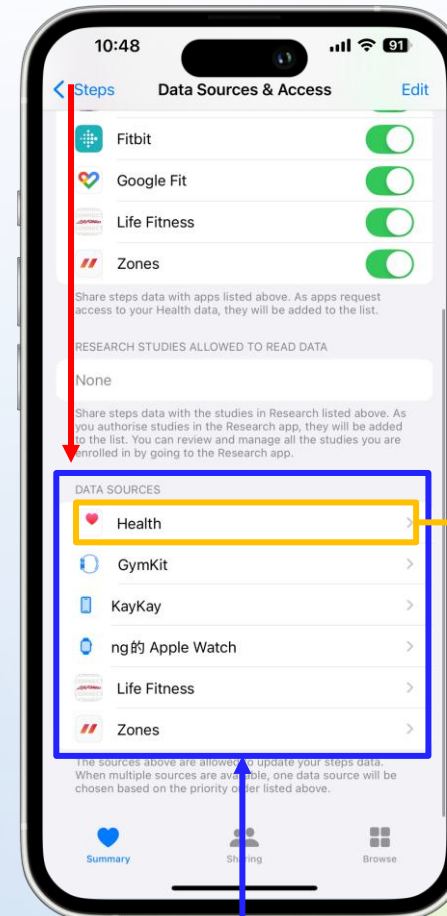 10:48
91
Steps
Data Sources & Access
Edit
Fitbit
Google Fit
Life Fitness
Zones
Share steps data with apps listed above. As apps request
access to your Health data, they will be added to the list.
RESEARCH STUDIES ALLOWED TO READ DATA
None
Share steps data with the studies in Research listed above. As
you authorise studies in the Research app, they will be added
to the list. You can review and manage all the studies you are
enrolled in by going to the Research app.
DATA SOURCES
Health
GymKit
KayKay
ng的 Apple Watch
Life Fitness
Zones
The sources above are allowed to update your steps data.
When multiple sources are available, one data source will be
chosen based on the priority order listed above.
Summary
Sharing
Browse